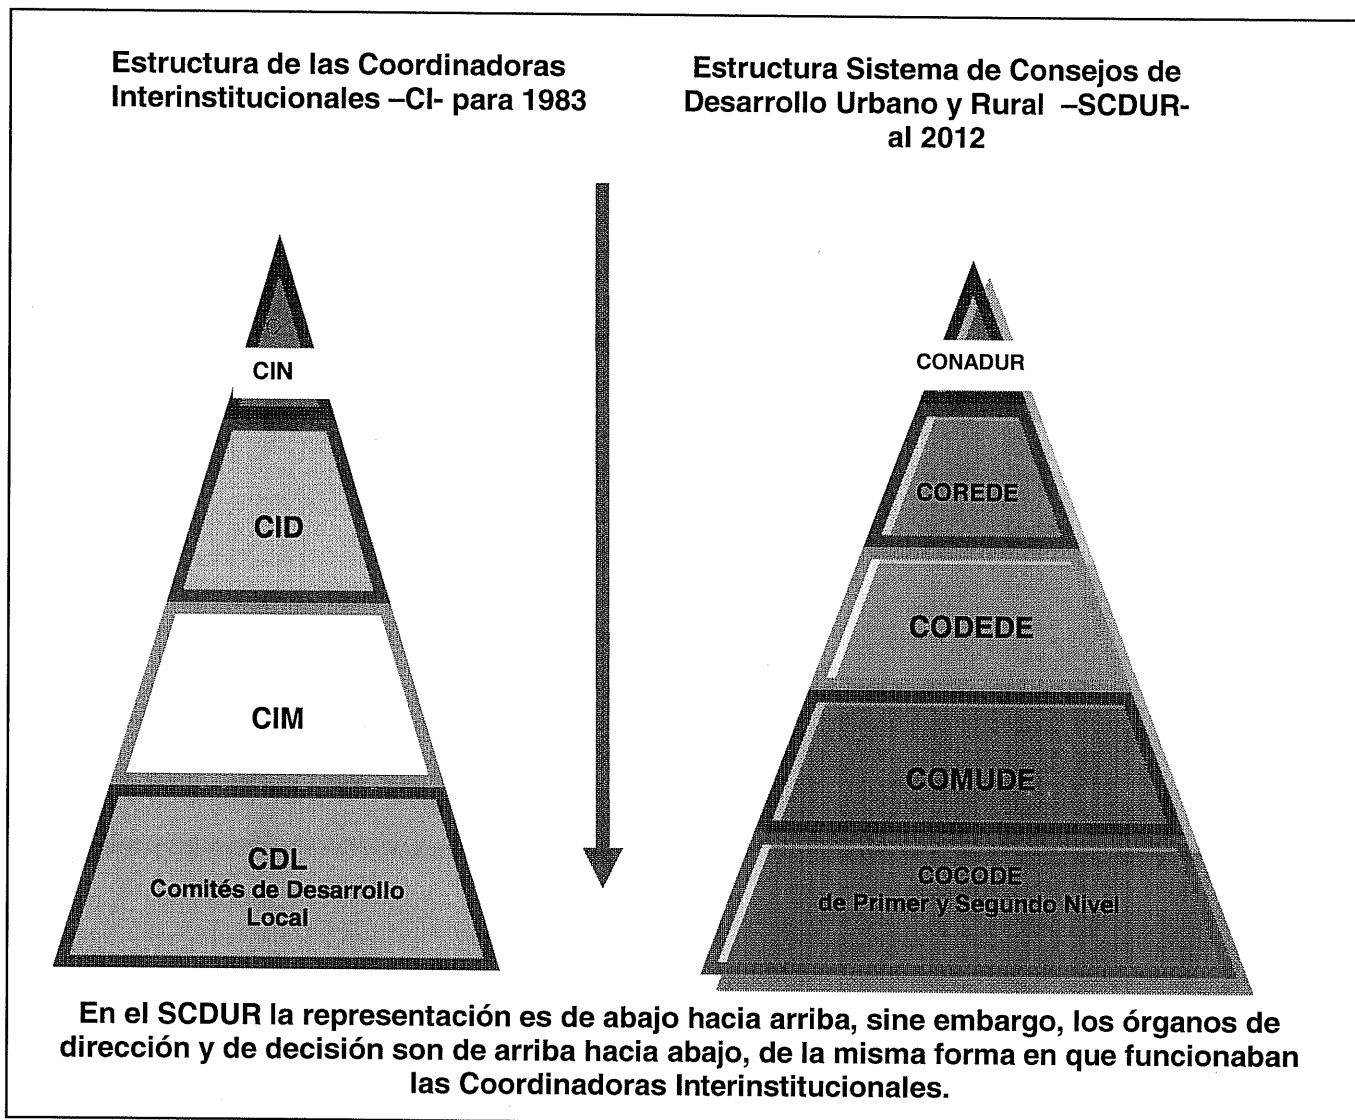 Estructura de las Coordinadoras
Interinstitucionales –CI- para 1983
Estructura Sistema de Consejos de
Desarrollo Urbano y Rural –SCDUR-
al 2012
CIN
CID
CIM
CDL
Comités de Desarrollo
Local
CONADUR
COREDE
CODEDE
COMUDE
COCODE
de Primer y Segundo Nivel
En el SCDUR la representación es de abajo hacia arriba, sine embargo, los órganos de
dirección y de decisión son de arriba hacia abajo, de la misma forma en que funcionaban
las Coordinadoras Interinstitucionales.